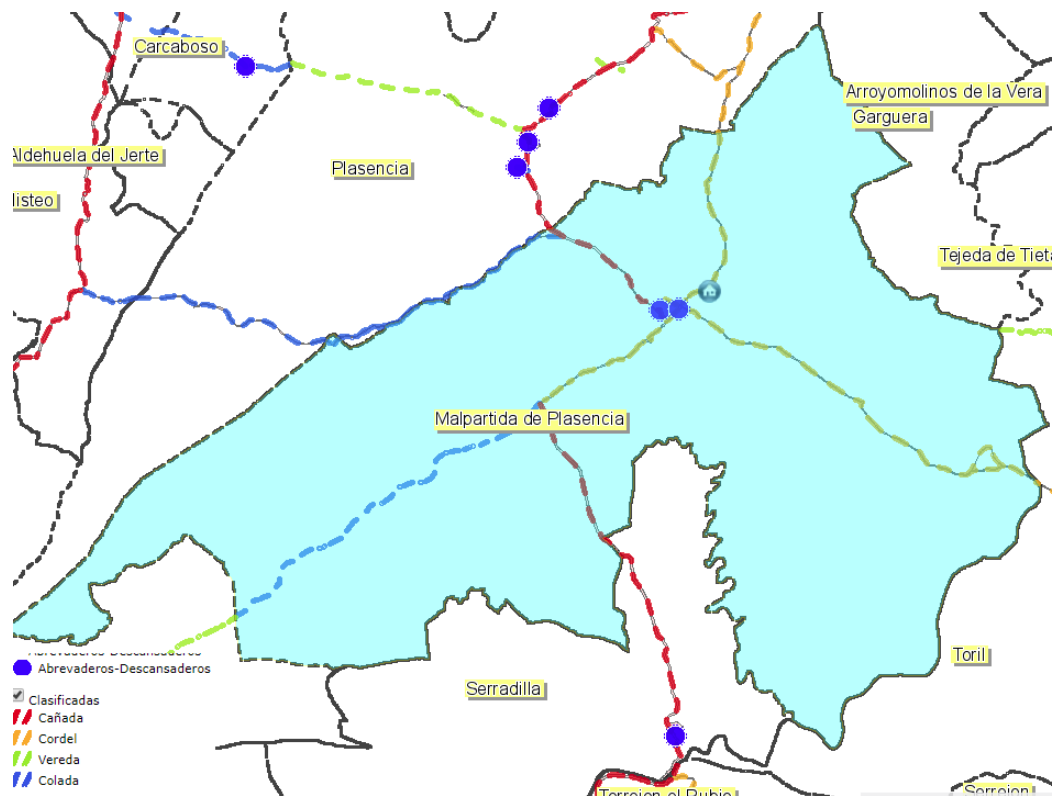 Carcaboso
Arroyomolinos de la Vera
Garguera
Aldehuela del Jerte
Plasencia
Tejeda de Tieta
Malpartida de Plasencia
Toril
Abrevaderos-Descansaderos
Serradilla
Clasificadas
Cañada
Cordel
Vereda
Colada